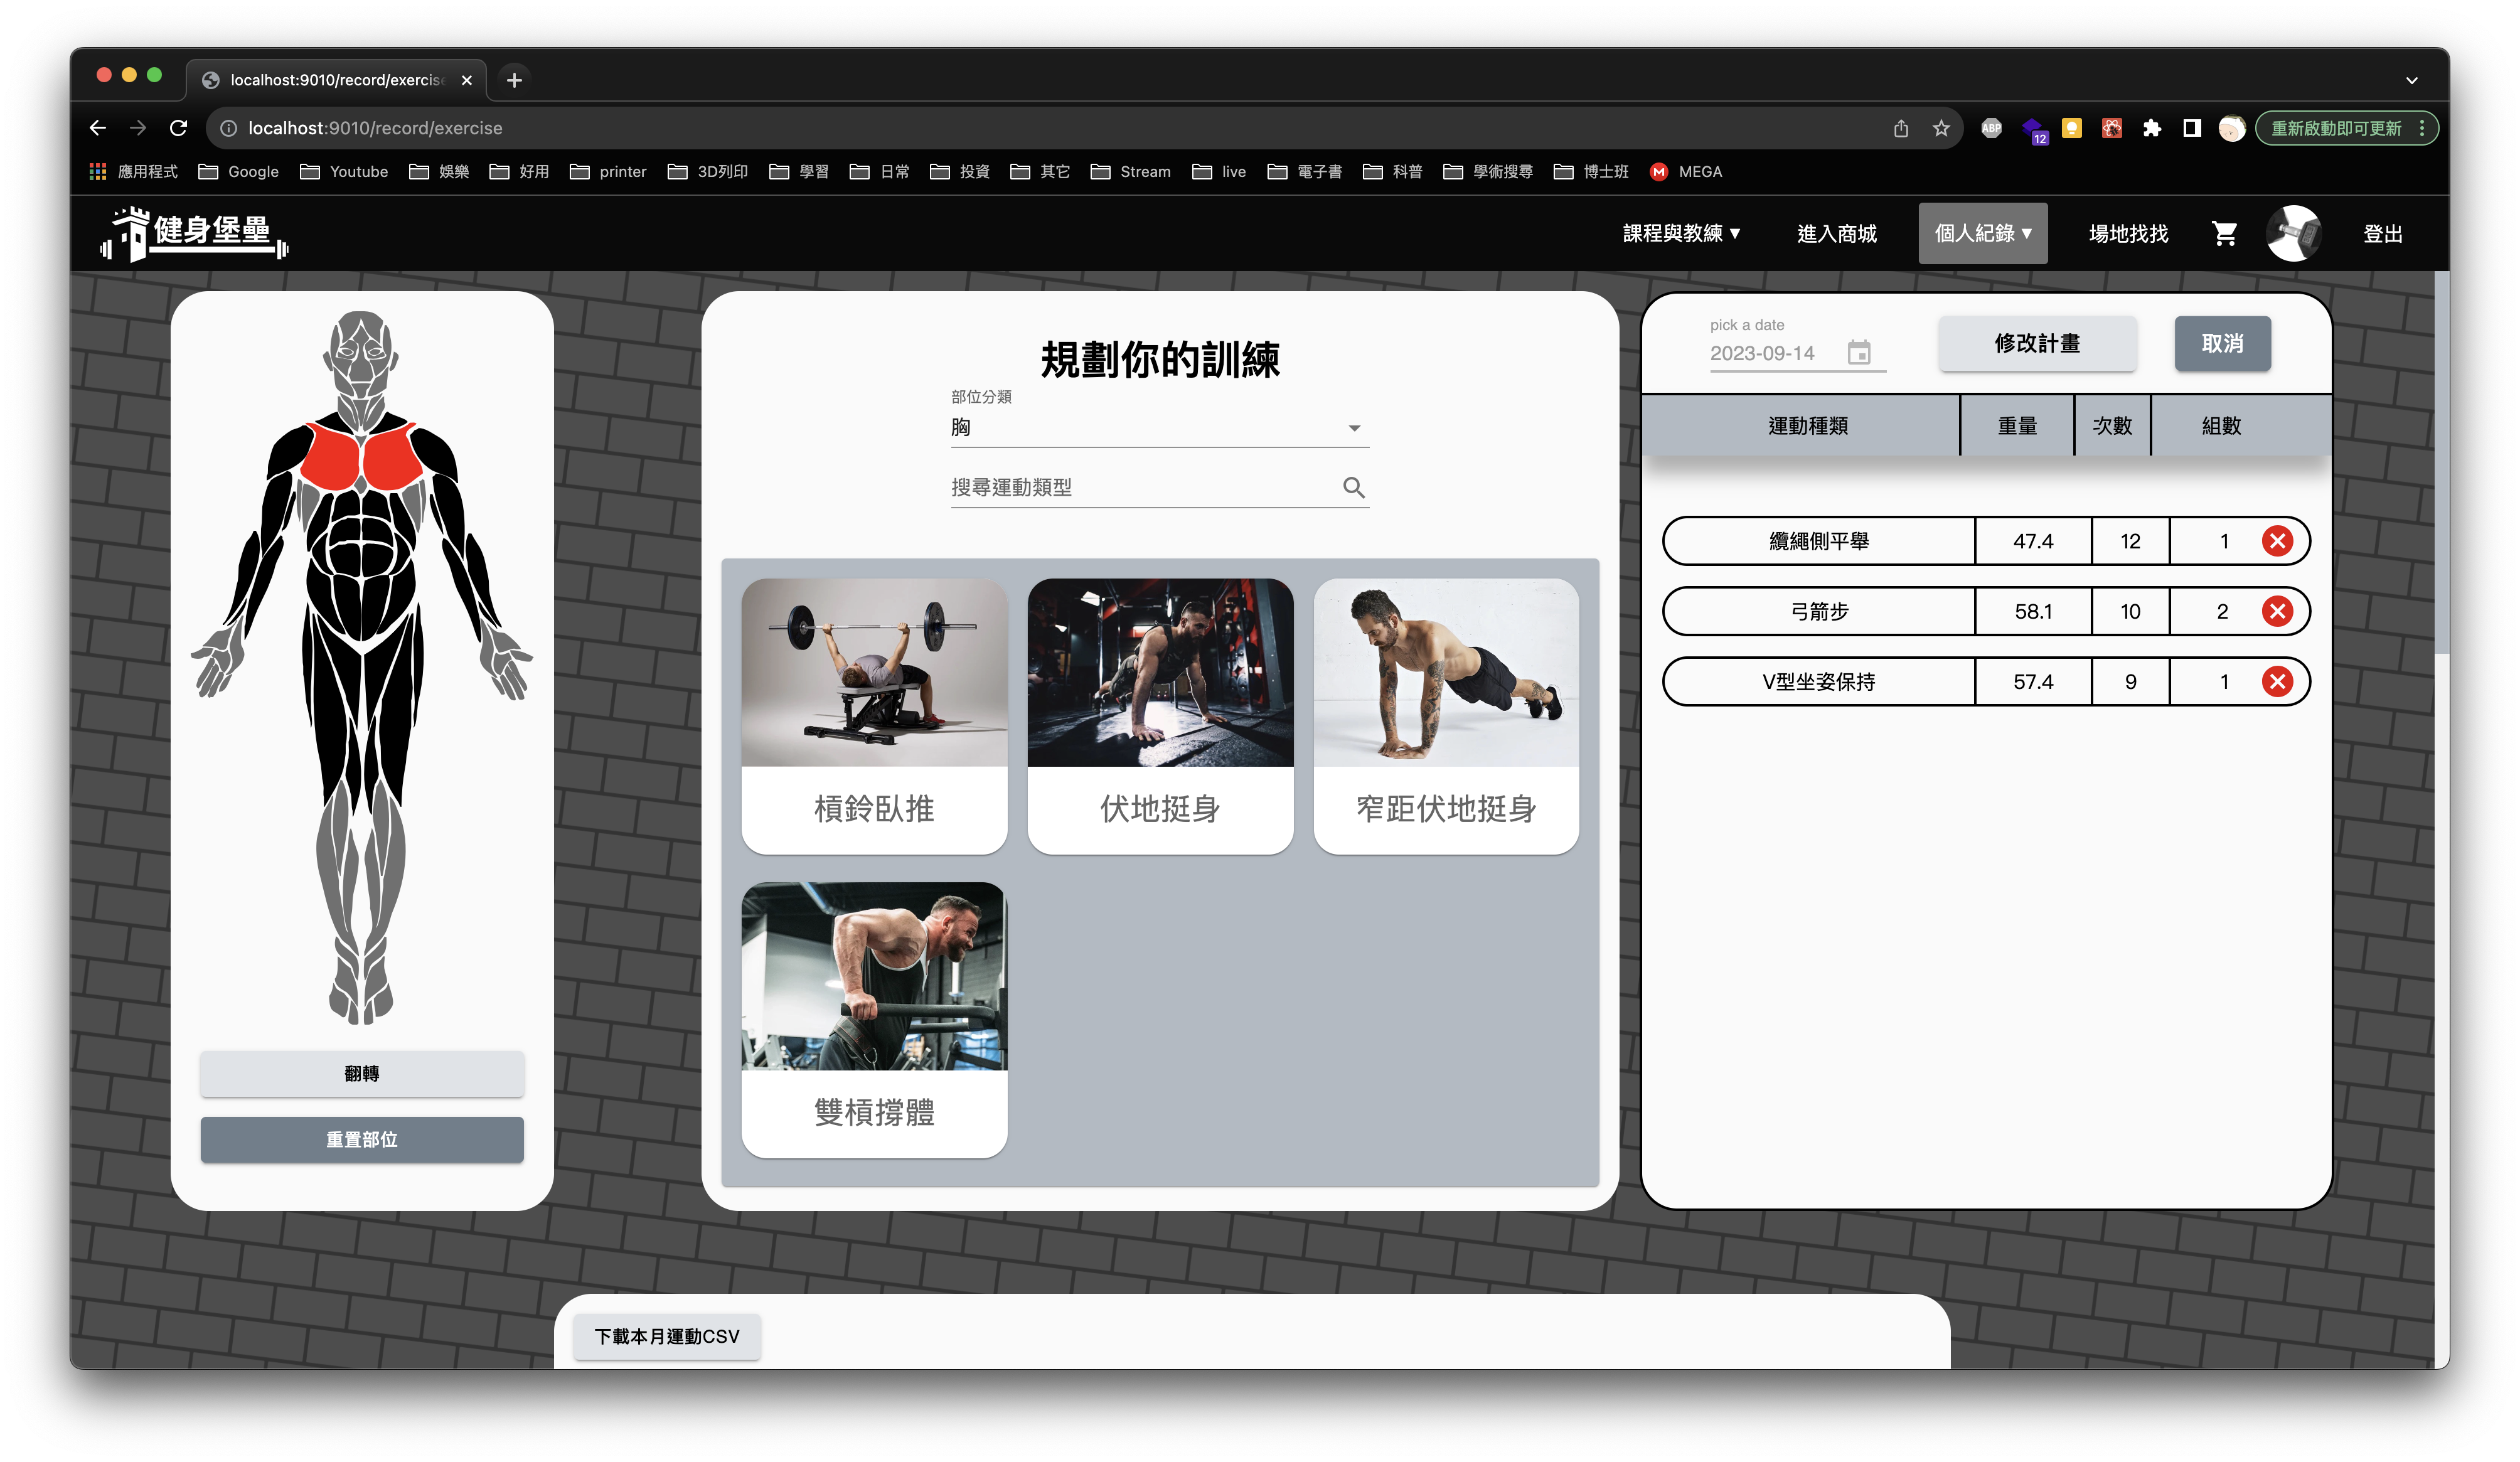 localhost:9010/record/exercise
localhost:9010/record/exercise
ABP
12
重新啟動即可更新
應用程式 Google Youtube 娛樂 好用 printer 3D列印 學習 日常 投資 其它 Stream live 電子書 科普 學術搜尋 博士班 M MEGA
健身堡壘 課程與教練 ▼ 進入商城 個人紀錄 ▼ 場地找找 登出
翻轉
重置部位
規劃你的訓練
部位分類
胸
搜尋運動類型
槓鈴臥推 伏地挺身 窄距伏地挺身
雙槓撐體
pick a date
2023-09-14 修改計畫 取消
運動種類 重量 次數 組數
纜繩側平舉 47.4 12 1
弓箭步 58.1 10 2
V型坐姿保持 57.4 9 1
下載本月運動CSV